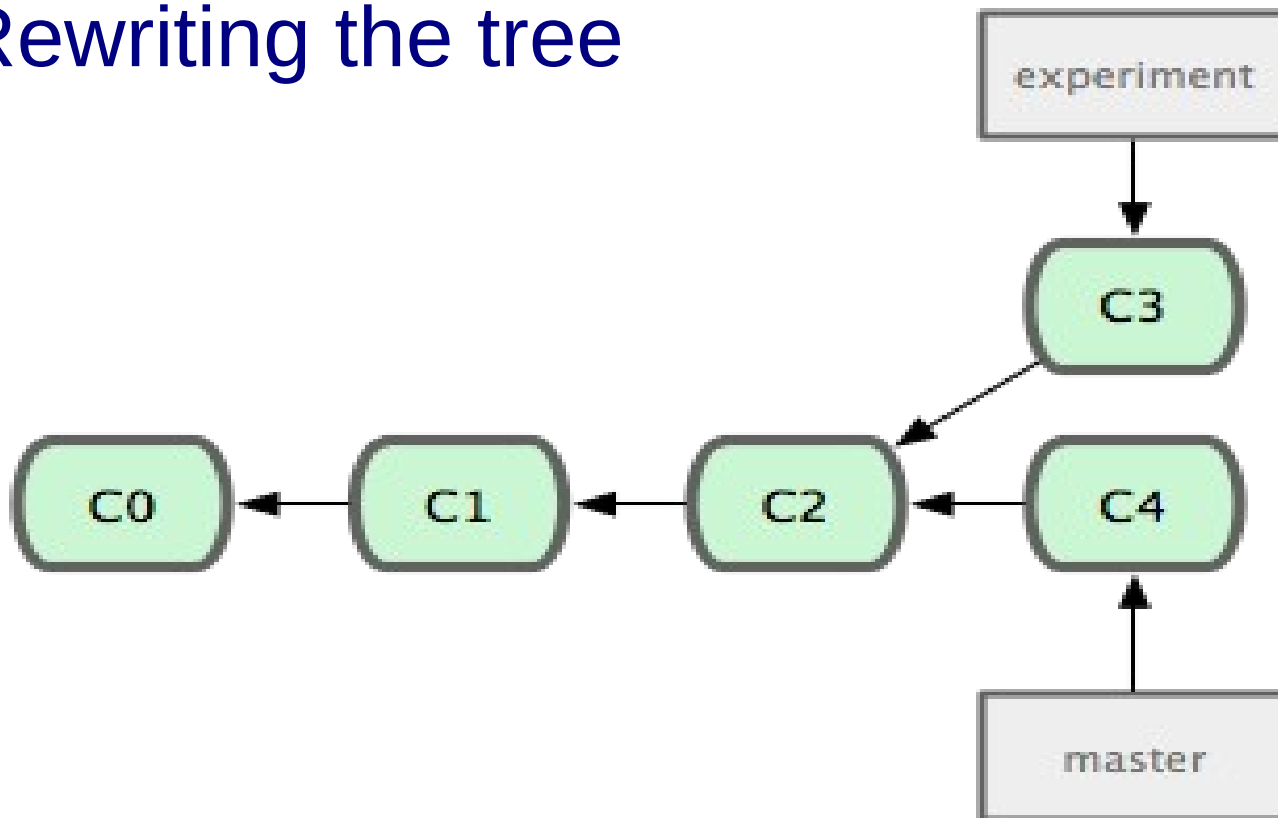 Rewriting the tree
experiment
C3
C0
C1
C2
C4
master